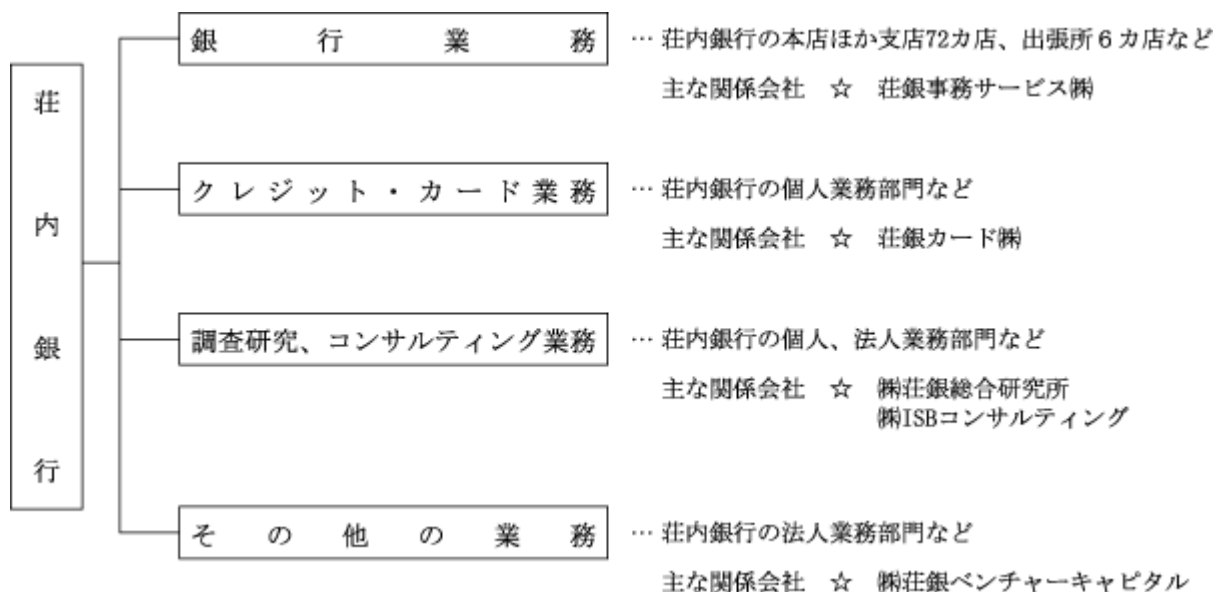 荘内銀行
銀行業務 … 荘内銀行の本店ほか支店72カ店、出張所６カ店など
主な関係会社　☆　荘銀事務サービス㈱
クレジット・カード業務 … 荘内銀行の個人業務部門など
主な関係会社　☆　荘銀カード㈱
調査研究、コンサルティング業務 … 荘内銀行の個人、法人業務部門など
主な関係会社　☆　㈱荘銀総合研究所
㈱ISBコンサルティング
その他の業務 … 荘内銀行の法人業務部門など
主な関係会社　☆　㈱荘銀ベンチャーキャピタル